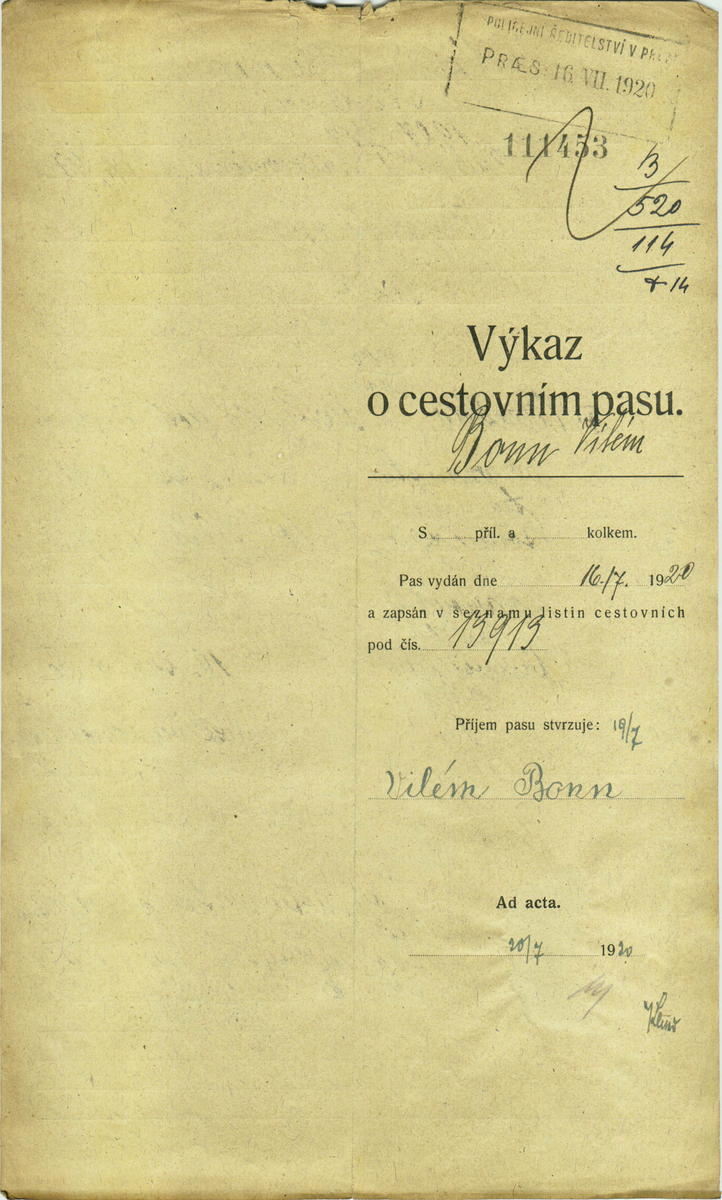 POLICEJNÍ ŘEDITELSTVÍ V PRAZE
PRÆS. 16. VII. 1920
111453
B/
520
114
+14
Výkaz
o cestovním pasu.
Bonn Vilém
S příl. a kolkem.
Pas vydán dne 16./7. 1920
a zapsán v seznamu listin cestovních
pod čís. 13913
Příjem pasu stvrzuje: 19/7
Vilém Bonn
Ad acta.
20/7 1920